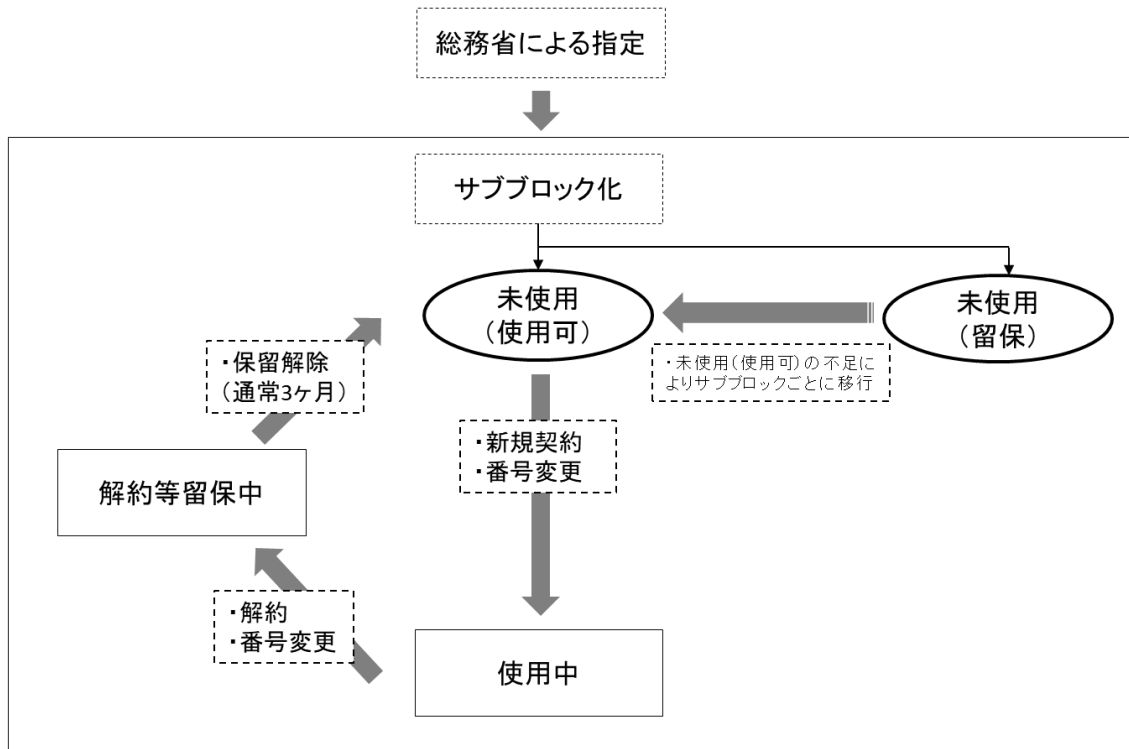 総務省による指定
サブブロック化
未使用
（使用可）
未使用
（留保）
・未使用(使用可)の不足に
よりサブブロックごとに移行
・保留解除
（通常3ヶ月）
・新規契約
・番号変更
解約等留保中
・解約
・番号変更
使用中